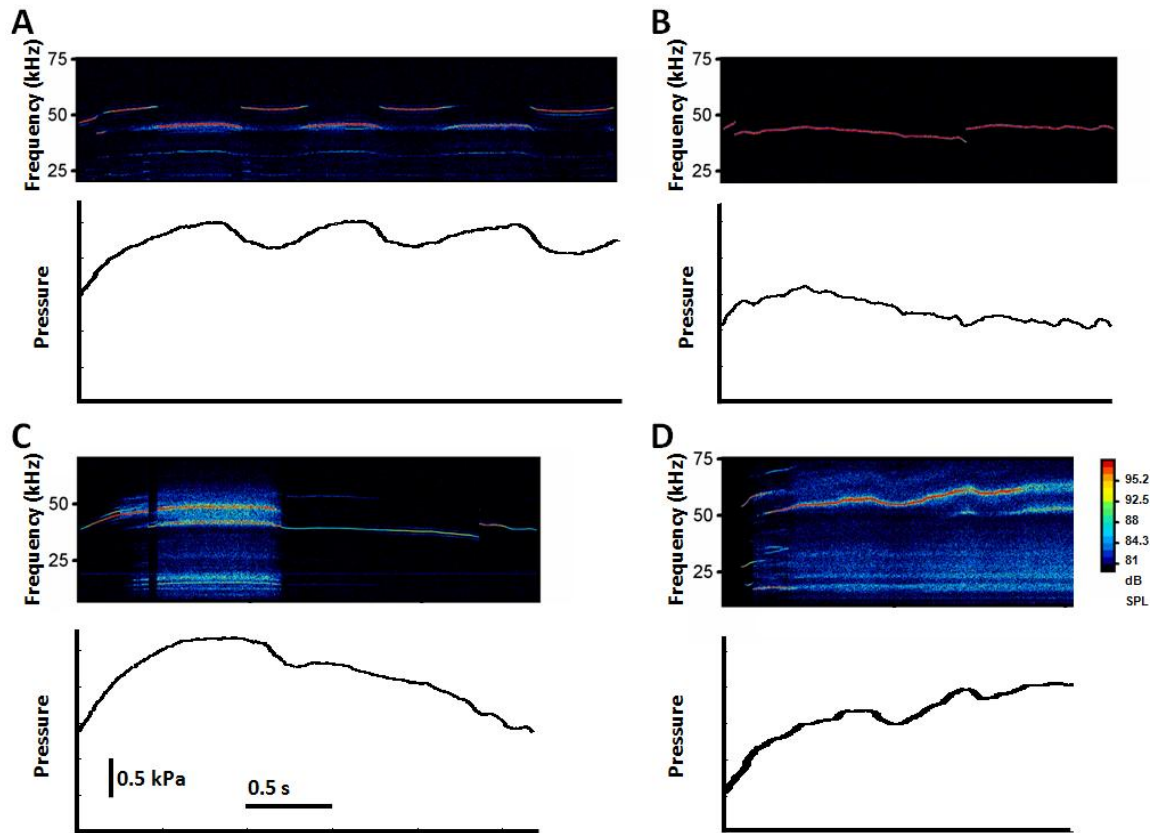 A
Frequency (kHz)
75
50
25
Pressure
B
Frequency (kHz)
75
50
25
Pressure
C
Frequency (kHz)
50
25
Pressure
0.5 kPa
0.5 s
D
Frequency (kHz)
75
50
25
95.2
92.5
88
84.3
81
dB
SPL
Pressure